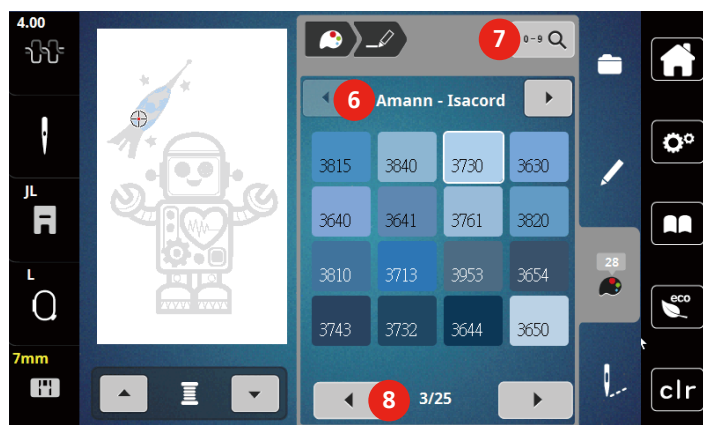 4.00
7
0-9
6
Amann - Isacord
3815 3840 3730 3630
JL
3640 3641 3761 3820
28
3810 3713 3953 3654
L
eco
3743 3732 3644 3650
7mm
8
3/25
clr